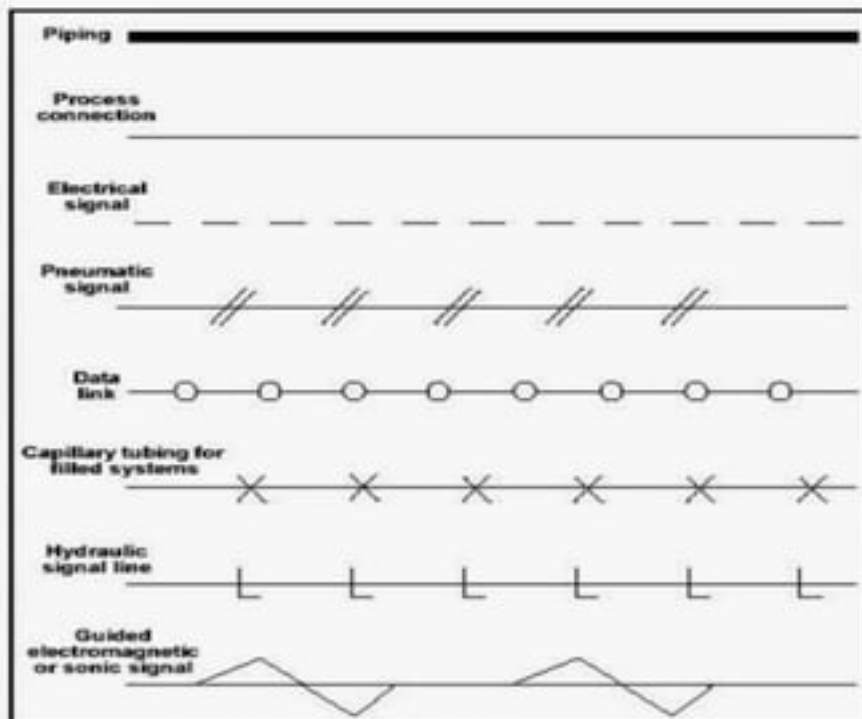 Piping
Process
connection
Electrical
signal
Pneumatic
signal
Data
link
Capillary tubing for
filled systems
Hydraulic
signal line
Guided
electromagnetic
or sonic signal